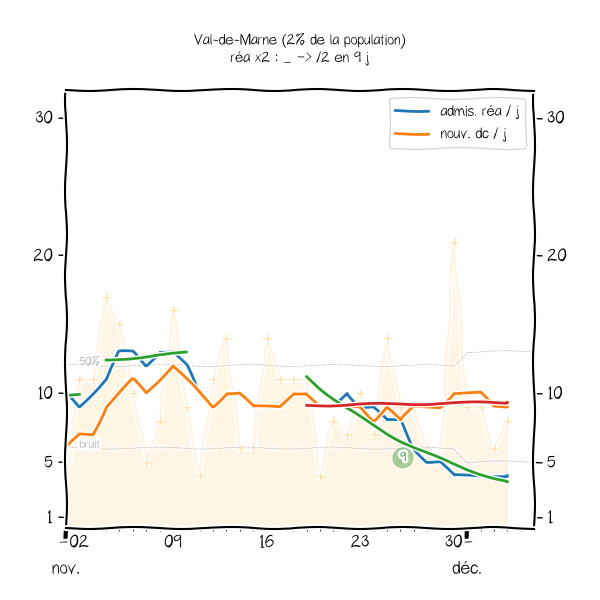 Val-de-Marne (2% de la population)
réa x2 : _ -> /2 en 9 j
admis. réa / j
nouv. dc / j
30
30
20
20
50%
10
10
bruit
9
5
5
1
1
02
09
16
23
30
nov.
déc.